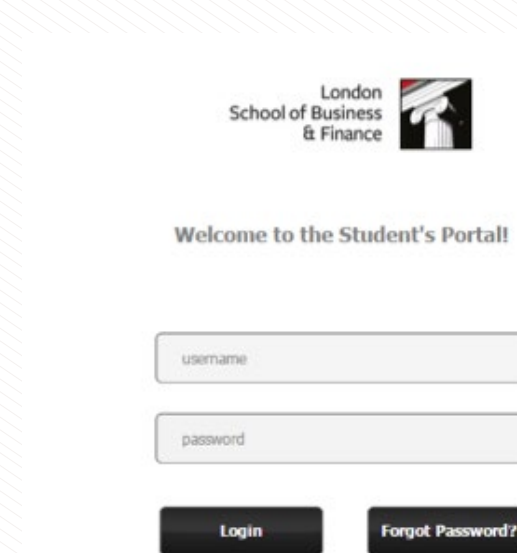 London
School of Business
& Finance
Welcome to the Student's Portal!
username
password
Login
Forgot Password?